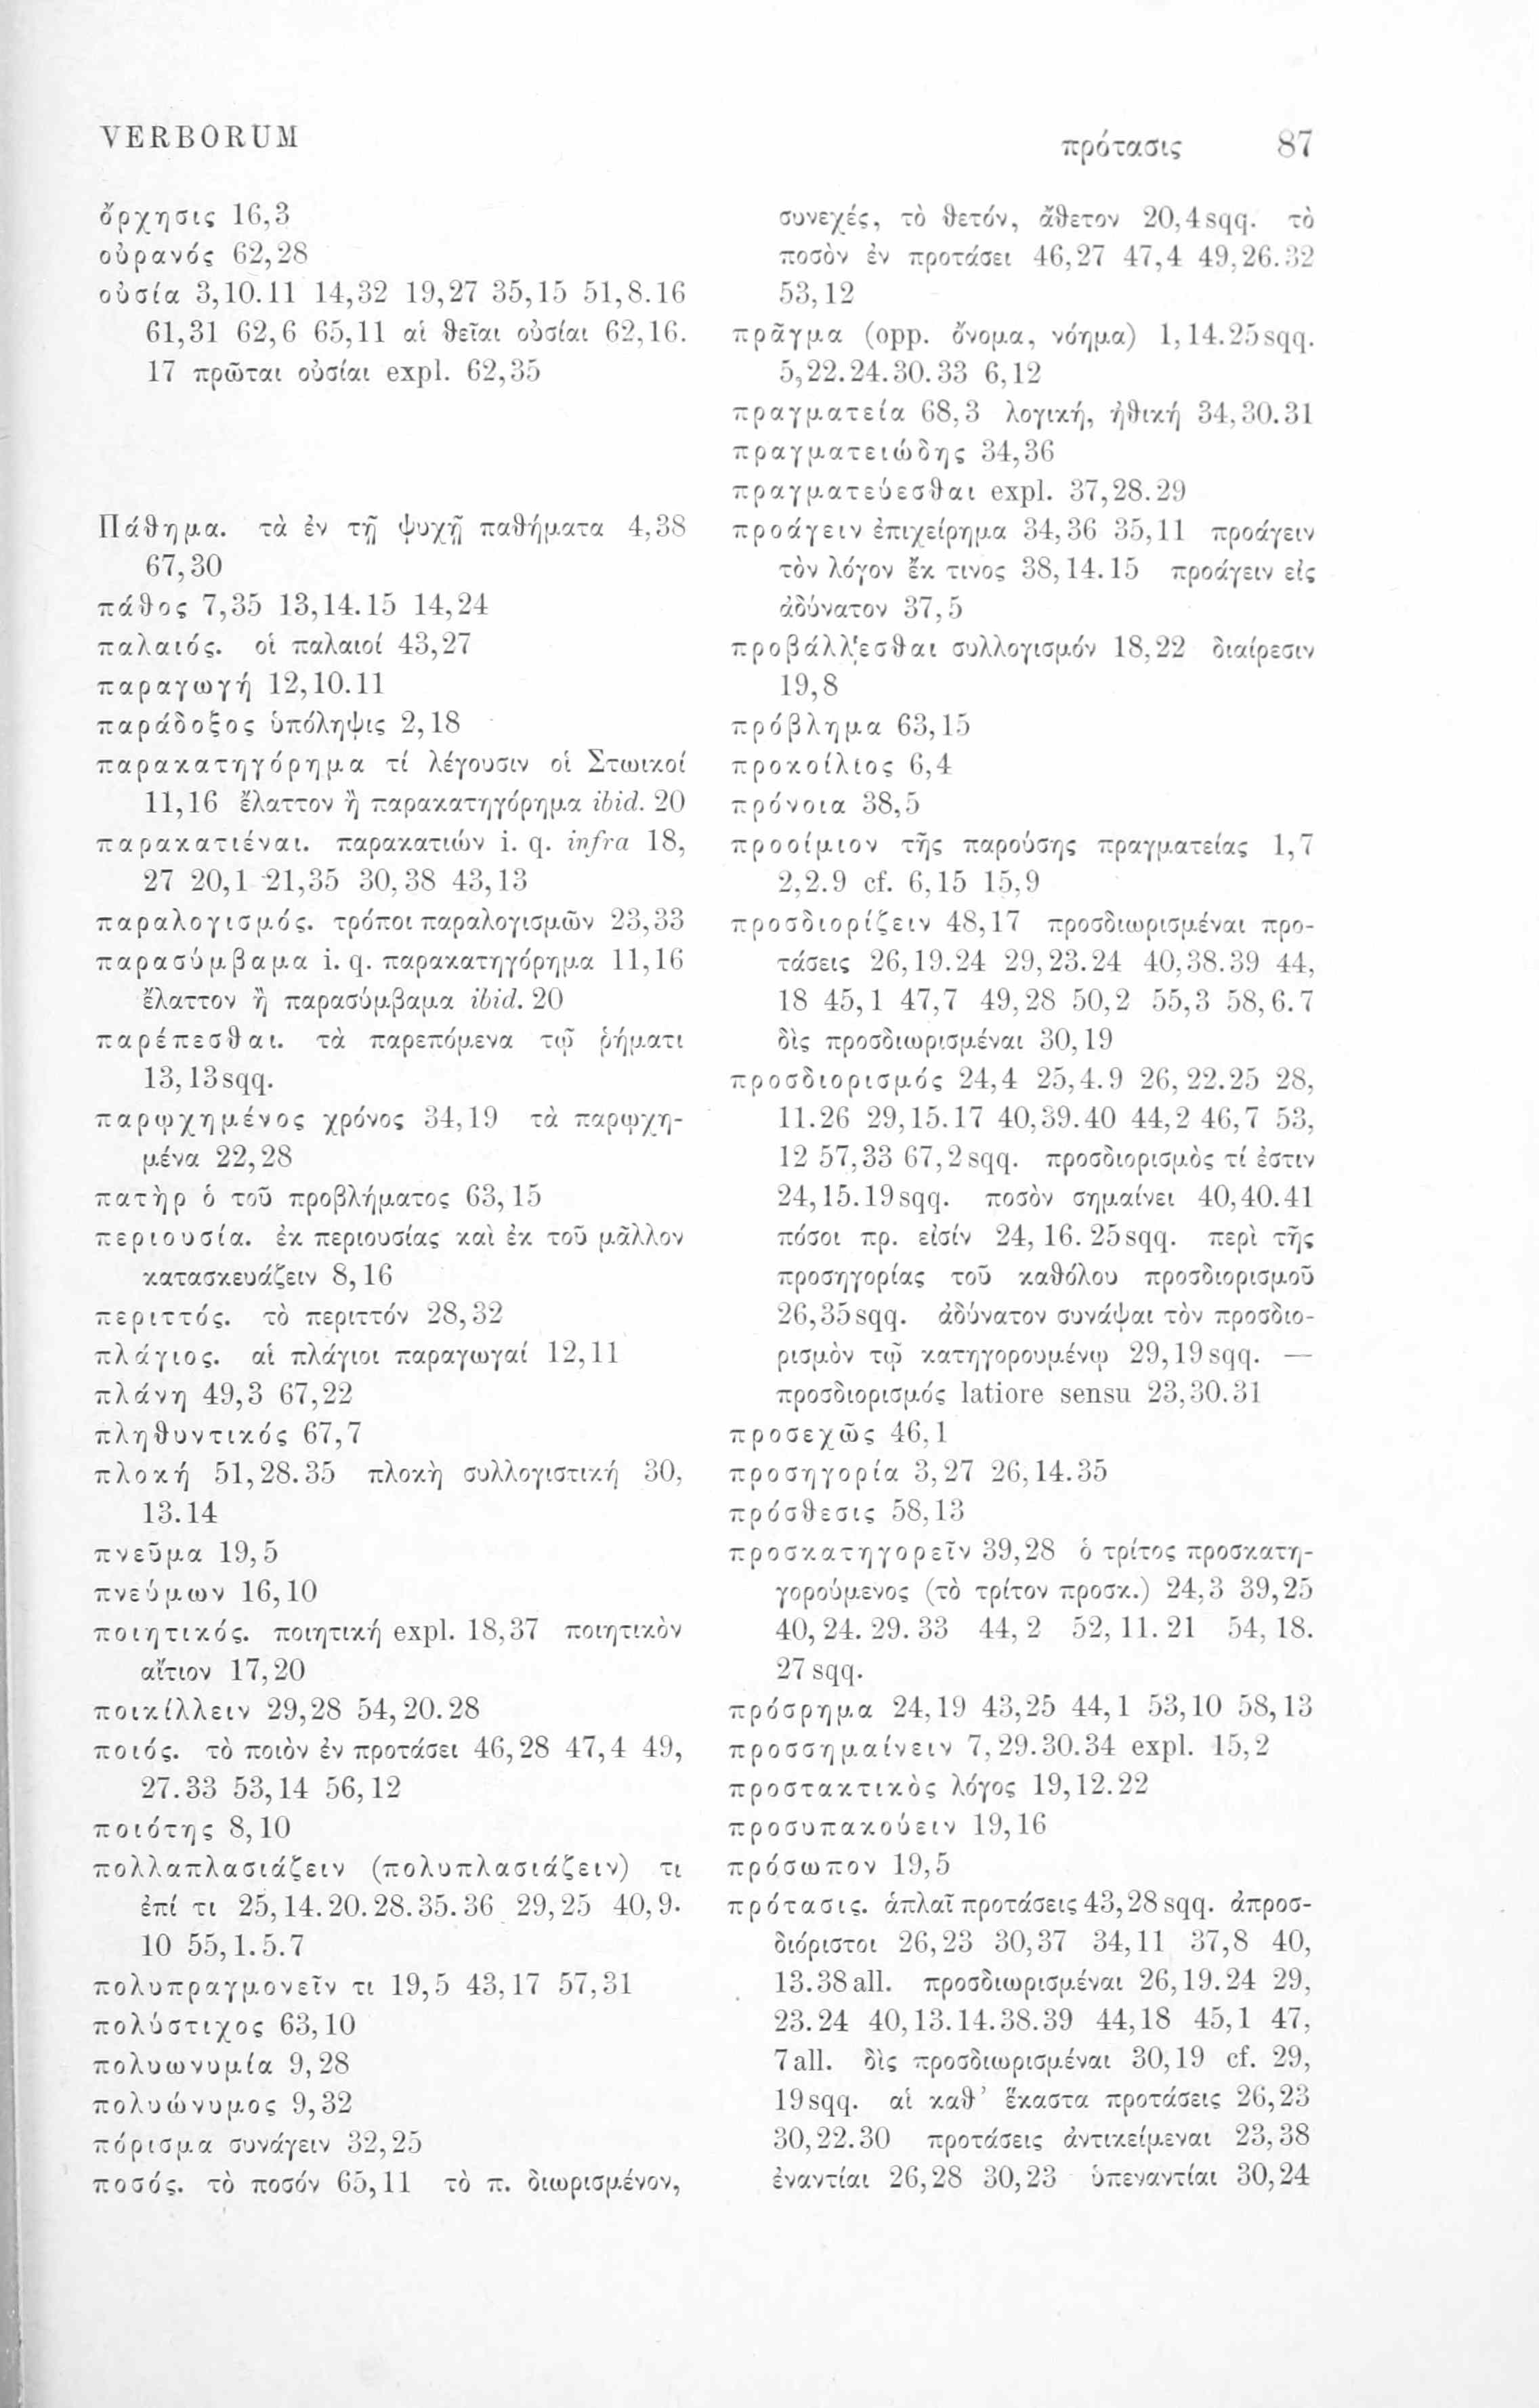 VERBORUM
πρότασις 87
ὄρχησις 16,3
οὐρανός 62,28
οὐσία 3,10.11 14,32 19,27 35,15 51,8.16
61,31 62,6 65,11 αἱ θεῖαι οὐσίαι 62,16.
17 πρῶται οὐσίαι expl. 62,35
Πάθημα. τὰ ἐν τῇ ψυχῇ παθήματα 4,38
67,30
πάθος 7,35 13,14.15 14,24
παλαιός. οἱ παλαιοί 43,27
παραγωγή 12,10.11
παράδοξος ὑπόληψις 2,18
παρακατηγόρημα τί λέγουσιν οἱ Στωικοί
11,16 ἔλαττον ἢ παρακατηγόρημα ibid. 20
παρακατιέναι. παρακατιών i. q. infra 18,
27 20,1 21,35 30,38 43,13
παραλογισμός. τρόποι παραλογισμῶν 23,33
παρασύμβαμα i. q. παρακατηγόρημα 11,16
ἔλαττον ἢ παρασύμβαμα ibid. 20
παρέπεσθαι. τὰ παρεπόμενα τῷ ῥήματι
13,13sqq.
παρῳχημένος χρόνος 34,19 τὰ παρῳχη-
μένα 22,28
πατὴρ ὁ τοῦ προβλήματος 63,15
περιουσία. ἐκ περιουσίας καὶ ἐκ τοῦ μᾶλλον
κατασκευάζειν 8,16
περιττός. τὸ περιττόν 28,32
πλάγιος. αἱ πλάγιοι παραγωγαί 12,11
πλάνη 49,3 67,22
πληθυντικός 67,7
πλοκή 51,28.35 πλοκὴ συλλογιστική 30,
13.14
πνεῦμα 19,5
πνεύμων 16,10
ποιητικός. ποιητική expl. 18,37 ποιητικὸν
αἴτιον 17,20
ποικίλλειν 29,28 54,20.28
ποιός. τὸ ποιὸν ἐν προτάσει 46,28 47,4 49,
27.33 53,14 56,12
ποιότης 8,10
πολλαπλασιάζειν (πολυπλασιάζειν) τι
ἐπί τι 25,14.20.28.35.36 29,25 40,9.
10 55,1.5.7
πολυπραγμονεῖν τι 19,5 43,17 57,31
πολύστιχος 63,10
πολυωνυμία 9,28
πολυώνυμος 9,32
πόρισμα συνάγειν 32,25
ποσός. τὸ ποσόν 65,11 τὸ π. διωρισμένον,
συνεχές, τὸ θετόν, ἄθετον 20,4sqq. τὸ
ποσὸν ἐν προτάσει 46,27 47,4 49,26.32
53,12
πρᾶγμα (opp. ὄνομα, νόημα) 1,14.25sqq.
5,22.24.30.33 6,12
πραγματεία 68,3 λογική, ἠθική 34,30.31
πραγματειώδης 34,36
πραγματεύεσθαι expl. 37,28.29
προάγειν ἐπιχείρημα 34,36 35,11 προάγειν
τὸν λόγον ἔκ τινος 38,14.15 προάγειν εἰς
ἀδύνατον 37,5
προβάλλεσθαι συλλογισμόν 18,22 διαίρεσιν
19,8
πρόβλημα 63,15
προκοίλιος 6,4
πρόνοια 38,5
προοίμιον τῆς παρούσης πραγματείας 1,7
2,2.9 cf. 6,15 15,9
προσδιορίζειν 48,17 προσδιωρισμέναι προ-
τάσεις 26,19.24 29,23.24 40,38.39 44,
18 45,1 47,7 49,28 50,2 55,3 58,6.7
δὶς προσδιωρισμέναι 30,19
προσδιορισμός 24,4 25,4.9 26,22.25 28,
11.26 29,15.17 40,39.40 44,2 46,7 53,
12 57,33 67,2sqq. προσδιορισμὸς τί ἐστιν
24,15.19sqq. ποσὸν σημαίνει 40,40.41
πόσοι πρ. εἰσίν 24,16.25sqq. περὶ τῆς
προσηγορίας τοῦ καθόλου προσδιορισμοῦ
26,35sqq. ἀδύνατον συνάψαι τὸν προσδιο-
ρισμὸν τῷ κατηγορουμένῳ 29,19sqq. —
προσδιορισμός latiore sensu 23,30.31
προσεχῶς 46,1
προσηγορία 3,27 26,14.35
πρόσθεσις 58,13
προσκατηγορεῖν 39,28 ὁ τρίτος προσκατη-
γορούμενος (τὸ τρίτον προσκ.) 24,3 39,25
40,24.29.33 44,2 52,11.21 54,18.
27sqq.
πρόσρημα 24,19 43,25 44,1 53,10 58,13
προσσημαίνειν 7,29.30.34 expl. 15,2
προστακτικὸς λόγος 19,12.22
προσυπακούειν 19,16
πρόσωπον 19,5
πρότασις. ἁπλαῖ προτάσεις 43,28sqq. ἀπροσ-
διόριστοι 26,23 30,37 34,11 37,8 40,
13.38all. προσδιωρισμέναι 26,19.24 29,
23.24 40,13.14.38.39 44,18 45,1 47,
7all. δὶς προσδιωρισμέναι 30,19 cf. 29,
19sqq. αἱ καθ’ ἕκαστα προτάσεις 26,23
30,22.30 προτάσεις ἀντικείμεναι 23,38
ἐναντίαι 26,28 30,23 ὑπεναντίαι 30,24